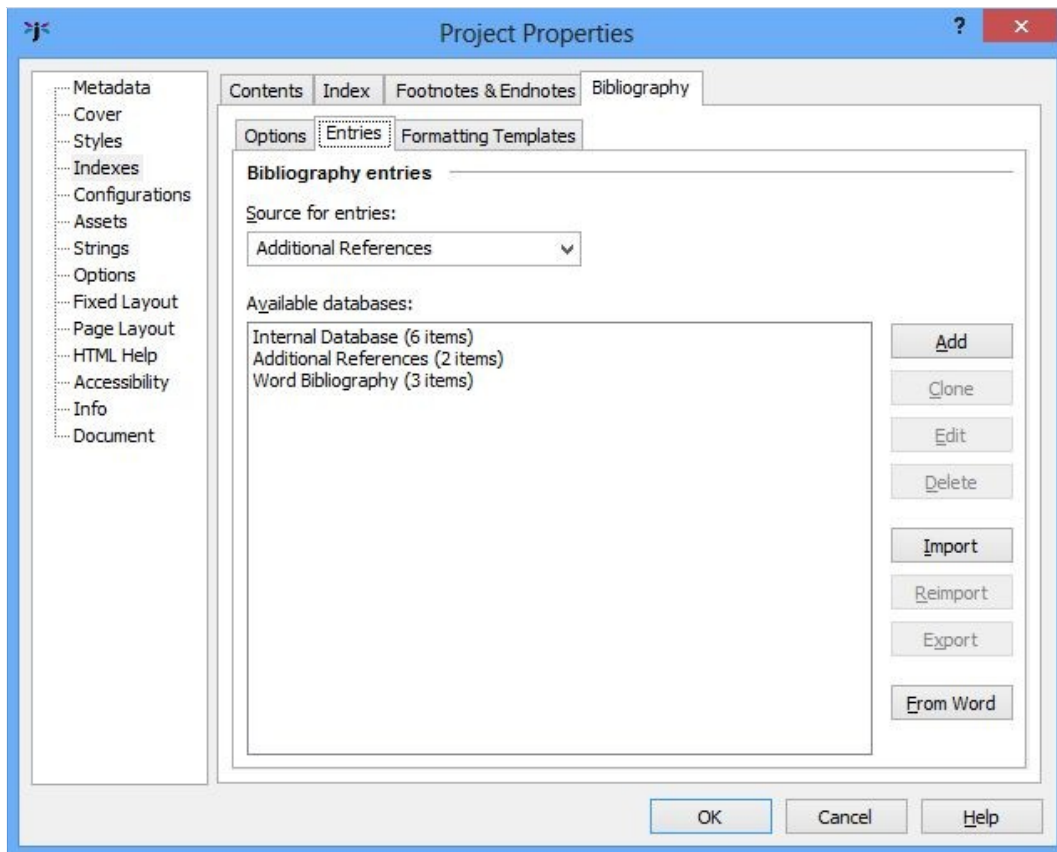 >j<
Project Properties
?
Metadata
Cover
Styles
Indexes
Configurations
Assets
Strings
Options
Fixed Layout
Page Layout
HTML Help
Accessibility
Info
Document
Contents Index Footnotes & Endnotes Bibliography
Options Entries Formatting Templates
Bibliography entries
Source for entries:
Additional References
Available databases:
Internal Database (6 items)
Additional References (2 items)
Word Bibliography (3 items)
Add
Clone
Edit
Delete
Import
Reimport
Export
From Word
OK Cancel Help